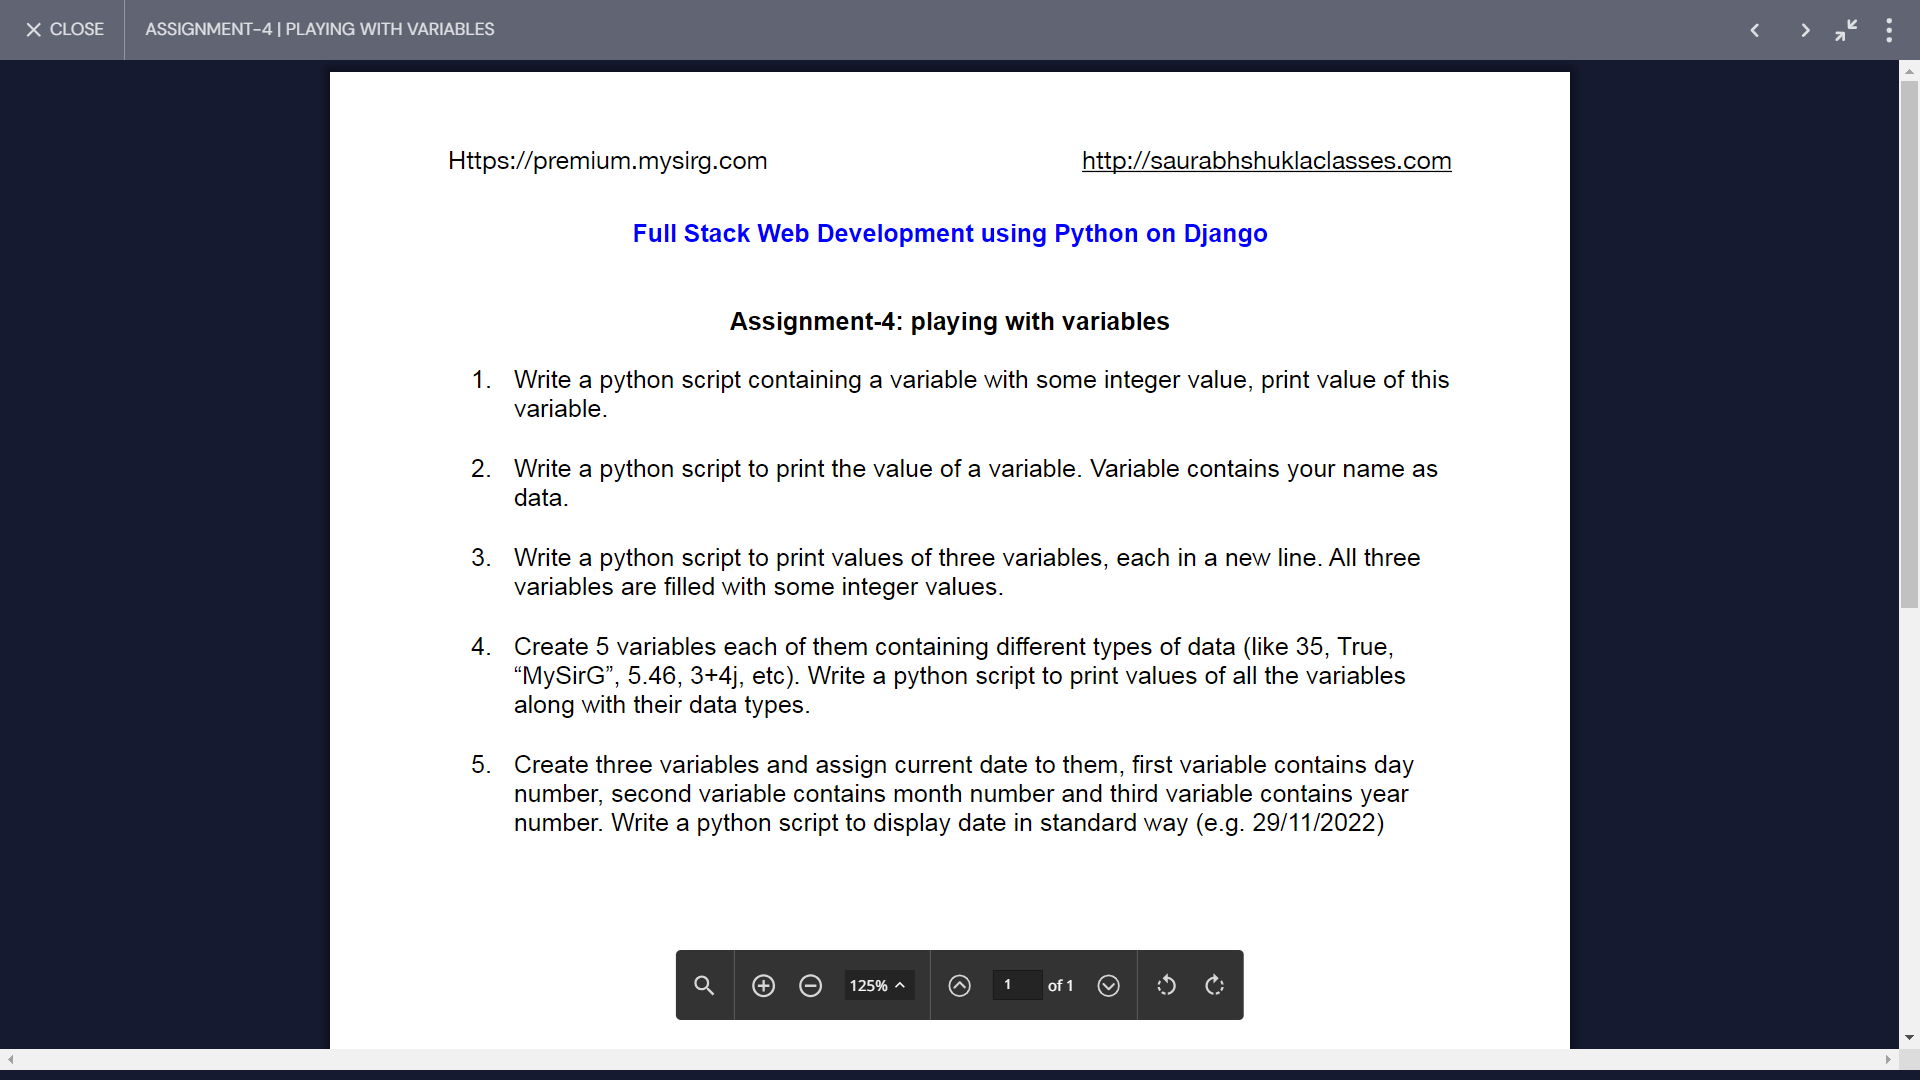 CLOSE
ASSIGNMENT-4 | PLAYING WITH VARIABLES
Https://premium.mysirg.com
http://saurabhshuklaclasses.com
Full Stack Web Development using Python on Django
Assignment-4: playing with variables
1. Write a python script containing a variable with some integer value, print value of this
variable.
2. Write a python script to print the value of a variable. Variable contains your name as
data.
3. Write a python script to print values of three variables, each in a new line. All three
variables are filled with some integer values.
4. Create 5 variables each of them containing different types of data (like 35, True,
“MySirG”, 5.46, 3+4j, etc). Write a python script to print values of all the variables
along with their data types.
5. Create three variables and assign current date to them, first variable contains day
number, second variable contains month number and third variable contains year
number. Write a python script to display date in standard way (e.g. 29/11/2022)
125%
1 of 1